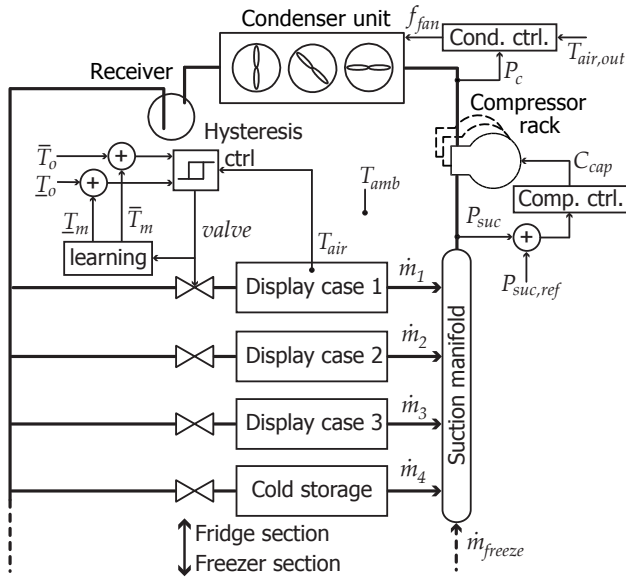 Condenser unit
f_fan
Cond. ctrl.
T_air,out
P_c
Receiver
Compressor
rack
Hysteresis
ctrl
T̅_o
T̲_o
+
+
T_amb
C_cap
Comp. ctrl.
T̲_m
T̅_m
valve
P_suc
+
learning
T_air
P_suc,ref
Display case 1
ṁ_1
Display case 2
ṁ_2
Display case 3
ṁ_3
Cold storage
ṁ_4
Suction manifold
Fridge section
Freezer section
ṁ_freeze